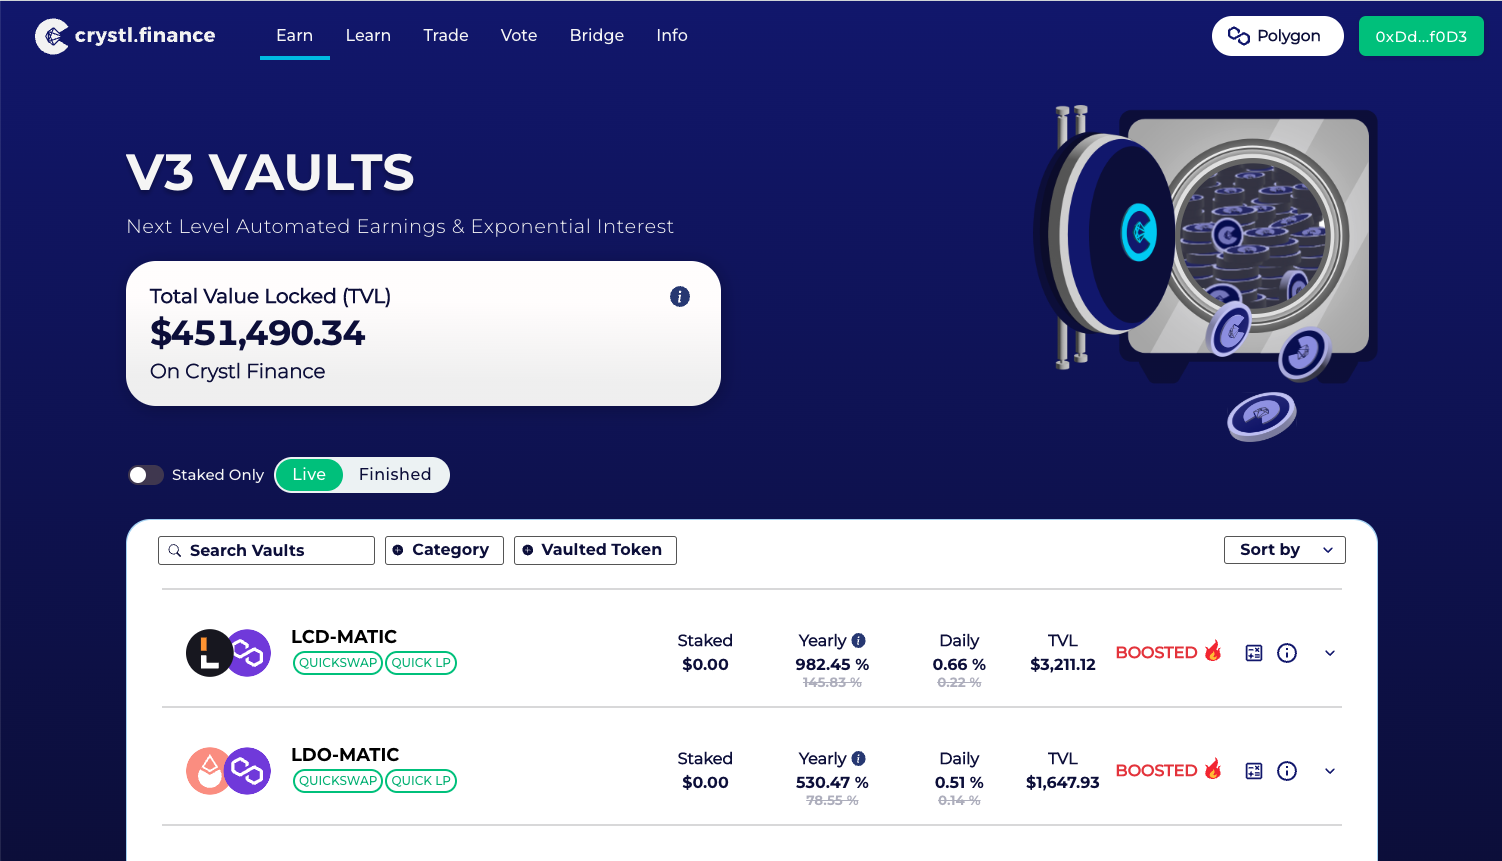 crystl.finance Earn Learn Trade Vote Bridge Info Polygon 0xDd...f0D3
V3 VAULTS
Next Level Automated Earnings & Exponential Interest
Total Value Locked (TVL)
$451,490.34
On Crystl Finance
Staked Only Live Finished
Search Vaults Category Vaulted Token Sort by
LCD-MATIC
QUICKSWAP QUICK LP
Staked Yearly Daily TVL
$0.00 982.45 % 0.66 % $3,211.12 BOOSTED
145.83 % 0.22 %
LDO-MATIC
QUICKSWAP QUICK LP
Staked Yearly Daily TVL
$0.00 530.47 % 0.51 % $1,647.93 BOOSTED
78.55 % 0.14 %